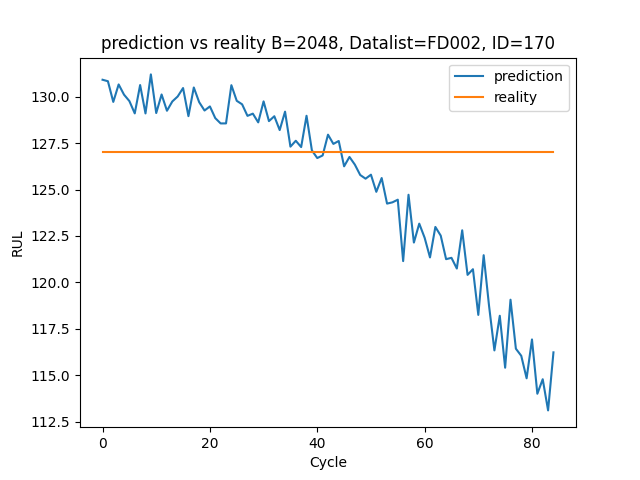 prediction vs reality B=2048, Datalist=FD002, ID=170
prediction
reality
130.0
127.5
125.0
122.5
120.0
117.5
115.0
112.5
RUL
0 20 40 60 80
Cycle